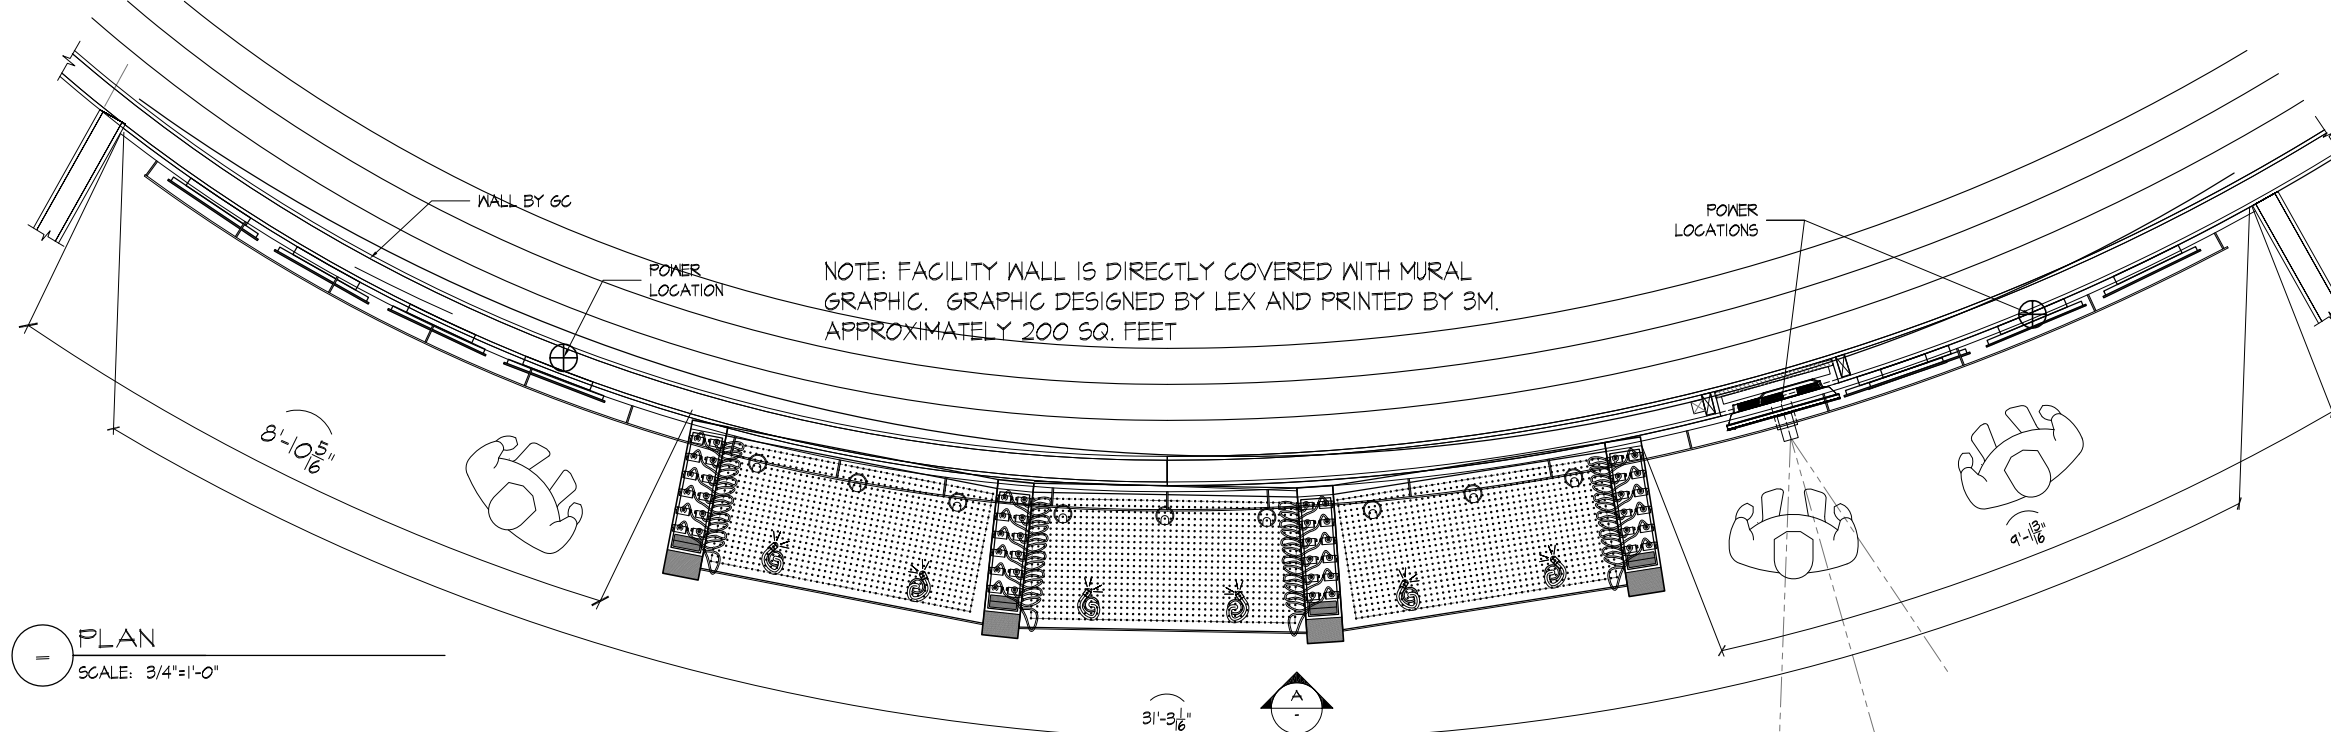 WALL BY GC
POWER
LOCATION
NOTE: FACILITY WALL IS DIRECTLY COVERED WITH MURAL
GRAPHIC. GRAPHIC DESIGNED BY LEX AND PRINTED BY 3M.
APPROXIMATELY 200 SQ. FEET
POWER
LOCATIONS
8'-10 5/16"
9'-1 3/16"
PLAN
SCALE: 3/4"=1'-0"
31'-3 1/16"
A
-